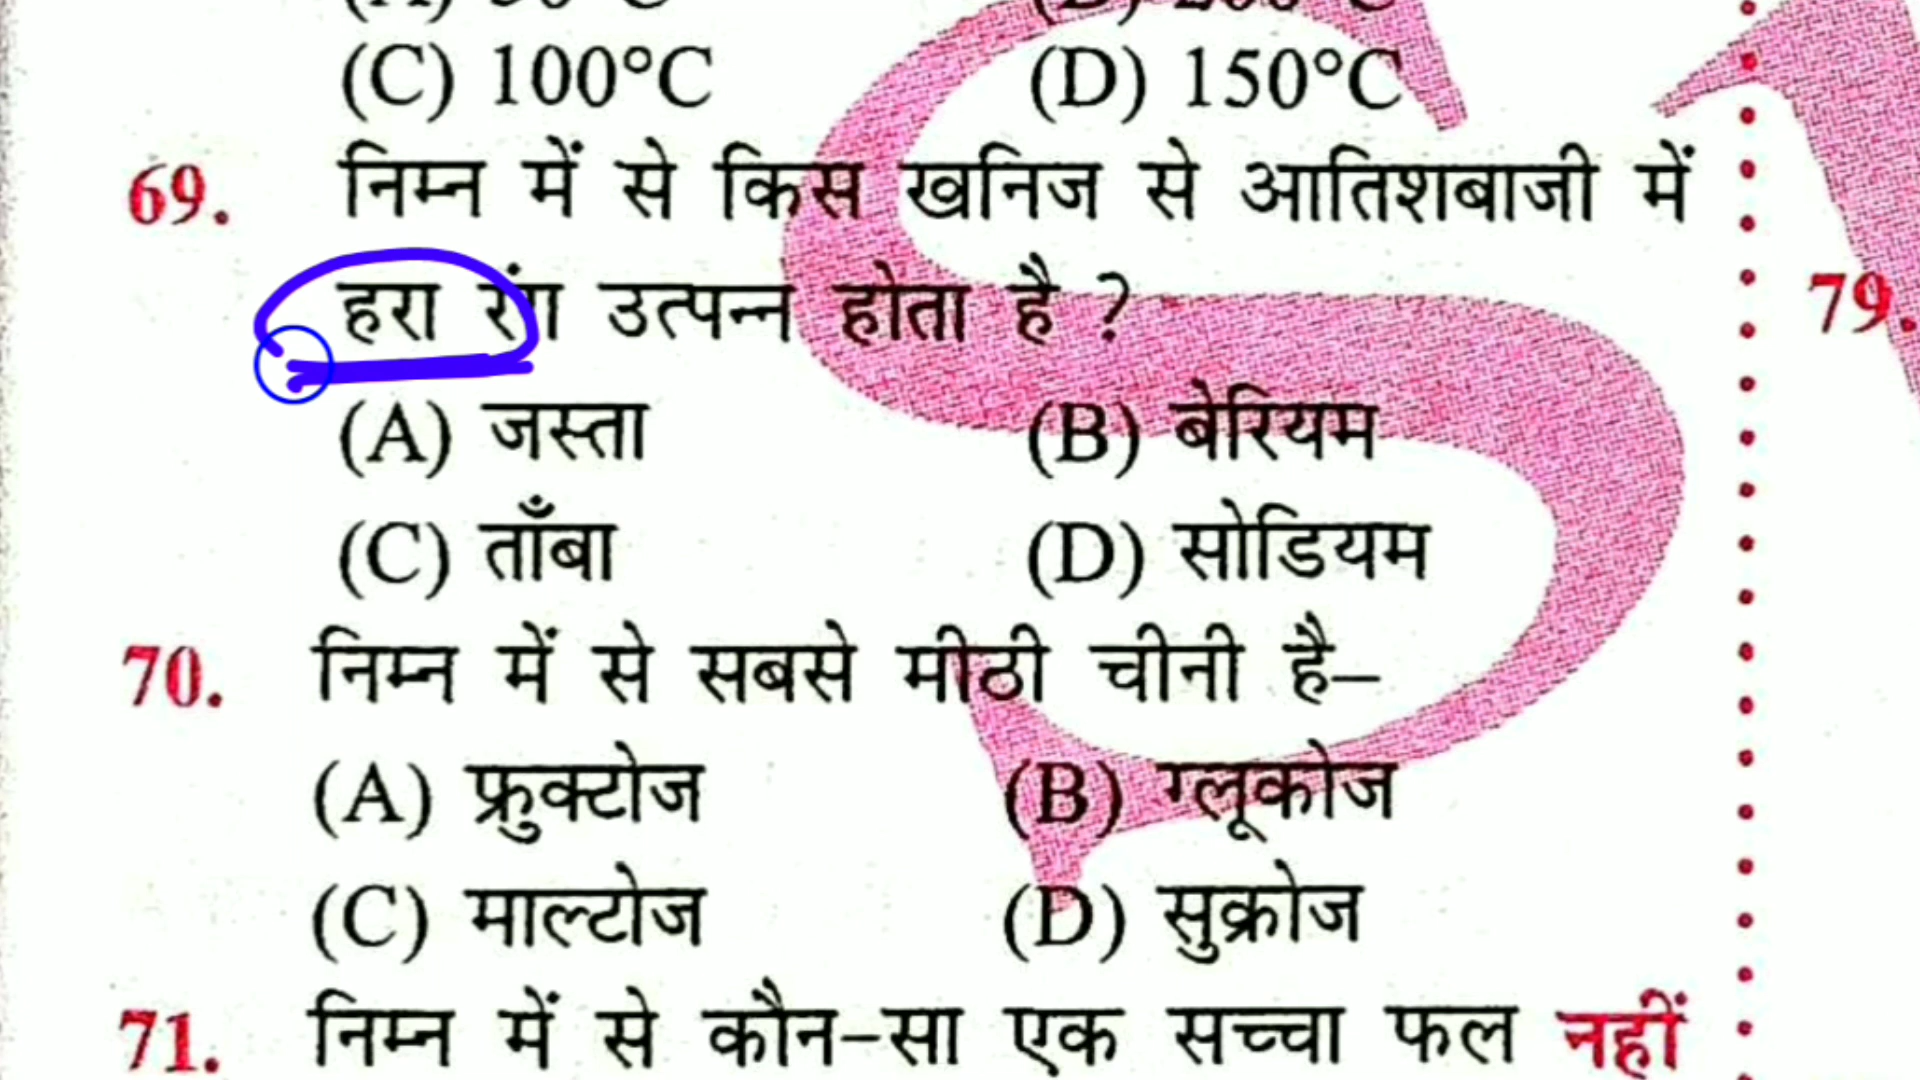 (C) 100°C (D) 150°C
69. निम्न में से किस खनिज से आतिशबाजी में
हरा रंग उत्पन्न होता है ?
(A) जस्ता (B) बेरियम
(C) ताँबा (D) सोडियम
70. निम्न में से सबसे मीठी चीनी है–
(A) फ्रुक्टोज (B) ग्लूकोज
(C) माल्टोज (D) सुक्रोज
71. निम्न में से कौन-सा एक सच्चा फल नहीं
79.